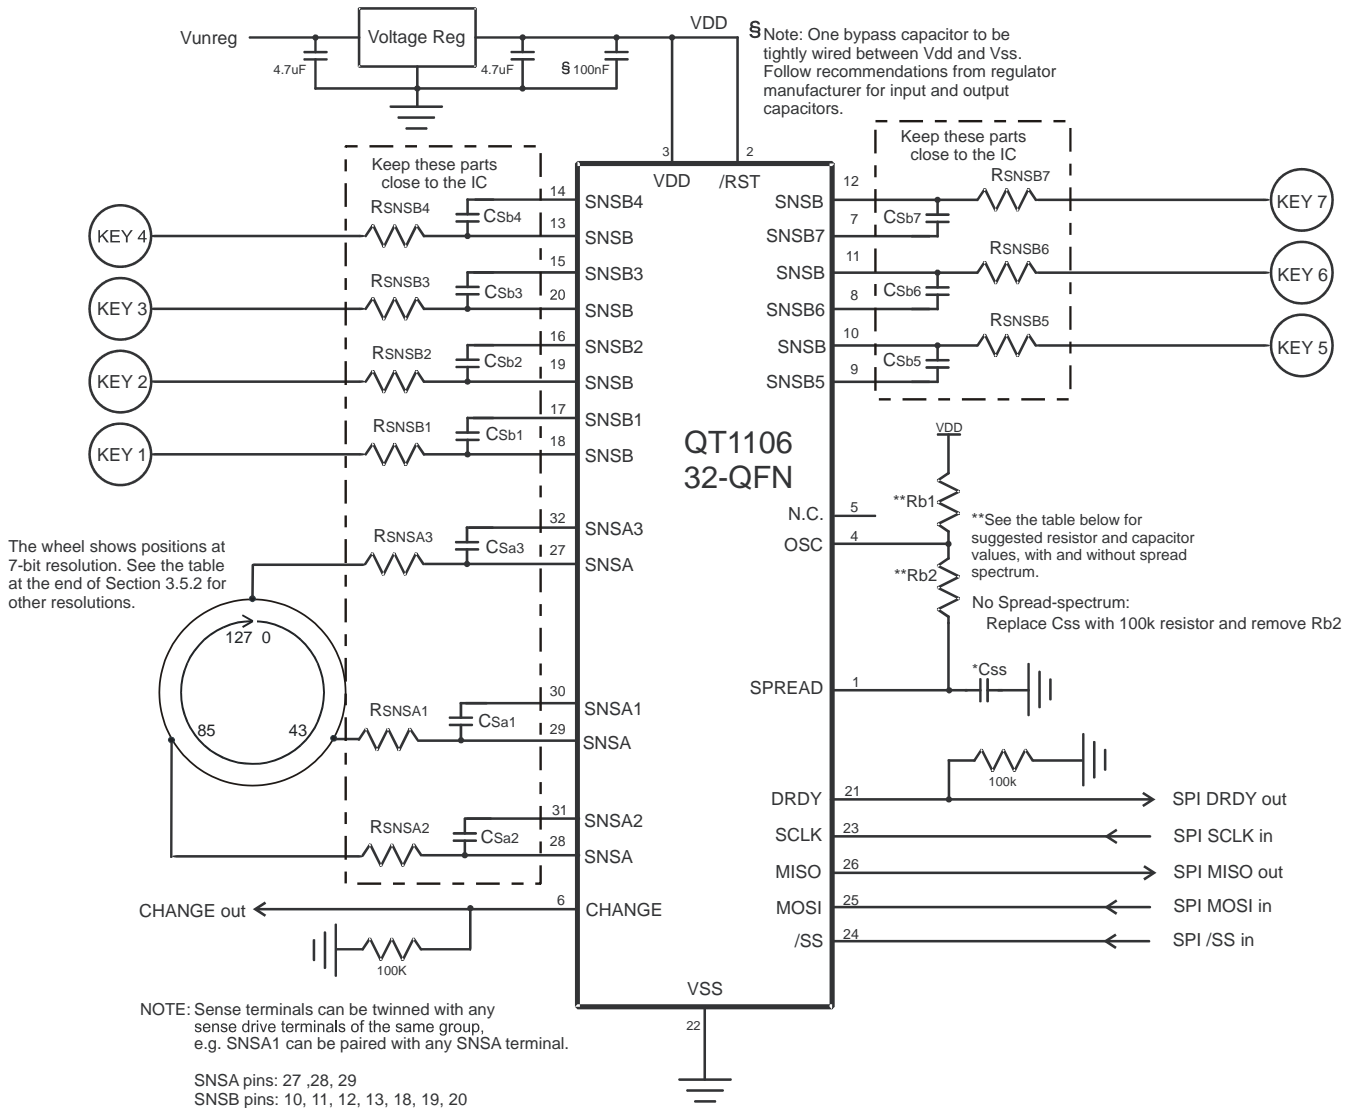 Vunreg
Voltage Reg
VDD
4.7uF
4.7uF
§ 100nF
§ Note: One bypass capacitor to be
tightly wired between Vdd and Vss.
Follow recommendations from regulator
manufacturer for input and output
capacitors.
Keep these parts
close to the IC
Keep these parts
close to the IC
3
2
VDD
/RST
KEY 4
RSNSB4
CSb4
14
SNSB4
13
SNSB
KEY 3
RSNSB3
CSb3
15
SNSB3
20
SNSB
KEY 2
RSNSB2
CSb2
16
SNSB2
19
SNSB
KEY 1
RSNSB1
CSb1
17
SNSB1
18
SNSB
RSNSA3
CSa3
32
SNSA3
27
SNSA
The wheel shows positions at
7-bit resolution. See the table
at the end of Section 3.5.2 for
other resolutions.
127 0
85
43
RSNSA1
CSa1
30
SNSA1
29
SNSA
RSNSA2
CSa2
31
SNSA2
28
SNSA
CHANGE out
6
CHANGE
100K
QT1106
32-QFN
SNSB
12
RSNSB7
KEY 7
CSb7
SNSB7
7
SNSB
11
RSNSB6
KEY 6
CSb6
SNSB6
8
SNSB
10
RSNSB5
KEY 5
CSb5
SNSB5
9
VDD
**Rb1
N.C.
5
OSC
4
**Rb2
**See the table below for
suggested resistor and capacitor
values, with and without spread
spectrum.
No Spread-spectrum:
Replace Css with 100k resistor and remove Rb2
SPREAD
1
*Css
100k
DRDY
21
SPI DRDY out
SCLK
23
SPI SCLK in
MISO
26
SPI MISO out
MOSI
25
SPI MOSI in
/SS
24
SPI /SS in
VSS
22
NOTE: Sense terminals can be twinned with any
sense drive terminals of the same group,
e.g. SNSA1 can be paired with any SNSA terminal.
SNSA pins: 27 ,28, 29
SNSB pins: 10, 11, 12, 13, 18, 19, 20